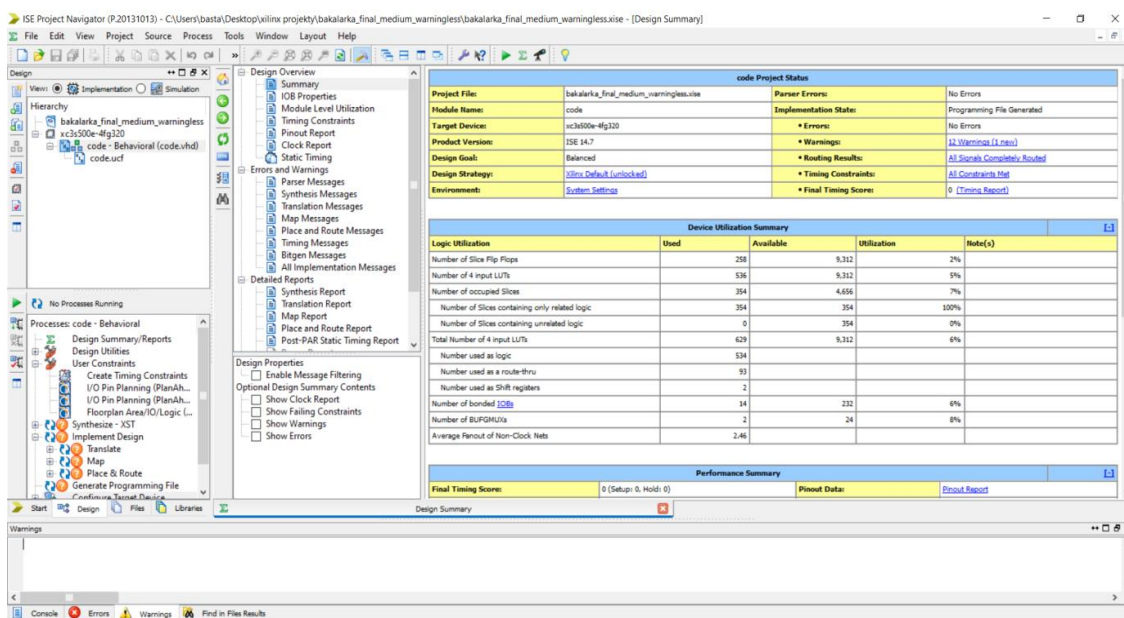 ISE Project Navigator (P.20131013) - C:\Users\basta\Desktop\xilinx projekty\bakalarka_final_medium_warningless\bakalarka_final_medium_warningless.xise - [Design Summary]
File Edit View Project Source Process Tools Window Layout Help
Design
View: Implementation Simulation
Hierarchy
bakalarka_final_medium_warningless
xc3s500e-4fg320
code - Behavioral (code.vhd)
code.ucf
No Processes Running
Processes: code - Behavioral
Design Summary/Reports
Design Utilities
User Constraints
Create Timing Constraints
I/O Pin Planning (PlanAh...
I/O Pin Planning (PlanAh...
Floorplan Area/IO/Logic (...
Synthesize - XST
Implement Design
Translate
Map
Place & Route
Generate Programming File
Configure Target Device
Start Design Files Libraries
Design Overview
Summary
IOB Properties
Module Level Utilization
Timing Constraints
Pinout Report
Clock Report
Static Timing
Errors and Warnings
Parser Messages
Synthesis Messages
Translation Messages
Map Messages
Place and Route Messages
Timing Messages
Bitgen Messages
All Implementation Messages
Detailed Reports
Synthesis Report
Translation Report
Map Report
Place and Route Report
Post-PAR Static Timing Report
Design Properties
Enable Message Filtering
Optional Design Summary Contents
Show Clock Report
Show Failing Constraints
Show Warnings
Show Errors
code Project Status
Project File: bakalarka_final_medium_warningless.xise Parser Errors: No Errors
Module Name: code Implementation State: Programming File Generated
Target Device: xc3s500e-4fg320 • Errors: No Errors
Product Version: ISE 14.7 • Warnings: 12 Warnings (1 new)
Design Goal: Balanced • Routing Results: All Signals Completely Routed
Design Strategy: Xilinx Default (unlocked) • Timing Constraints: All Constraints Met
Environment: System Settings • Final Timing Score: 0 (Timing Report)
Device Utilization Summary [-]
Logic Utilization Used Available Utilization Note(s)
Number of Slice Flip Flops 258 9,312 2%
Number of 4 input LUTs 536 9,312 5%
Number of occupied Slices 354 4,656 7%
Number of Slices containing only related logic 354 354 100%
Number of Slices containing unrelated logic 0 354 0%
Total Number of 4 input LUTs 629 9,312 6%
Number used as logic 534
Number used as a route-thru 93
Number used as Shift registers 2
Number of bonded IOBs 14 232 6%
Number of BUFGMUXs 2 24 8%
Average Fanout of Non-Clock Nets 2.46
Performance Summary [-]
Final Timing Score: 0 (Setup: 0, Hold: 0) Pinout Data: Pinout Report
Design Summary
Warnings
Console Errors Warnings Find in Files Results